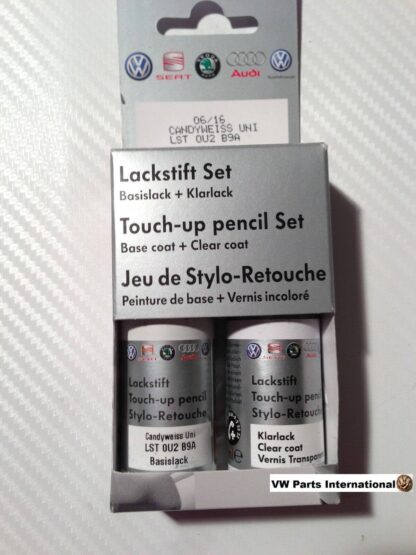 SEAT
Audi
06/16
CANDYWEISS UNI
LST 0U2 B9A
Lackstift Set
Basislack + Klarlack
Touch-up pencil Set
Base coat + Clear coat
Jeu de Stylo-Retouche
Peinture de base + Vernis incoloré
Lackstift
Touch-up pencil
Stylo-Retouche
Candyweiss Uni
LST 0U2 B9A
Basislack
Lackstift
Touch-up pencil
Stylo-Retouche
Klarlack
Clear coat
Vernis Transparen
VW Parts International